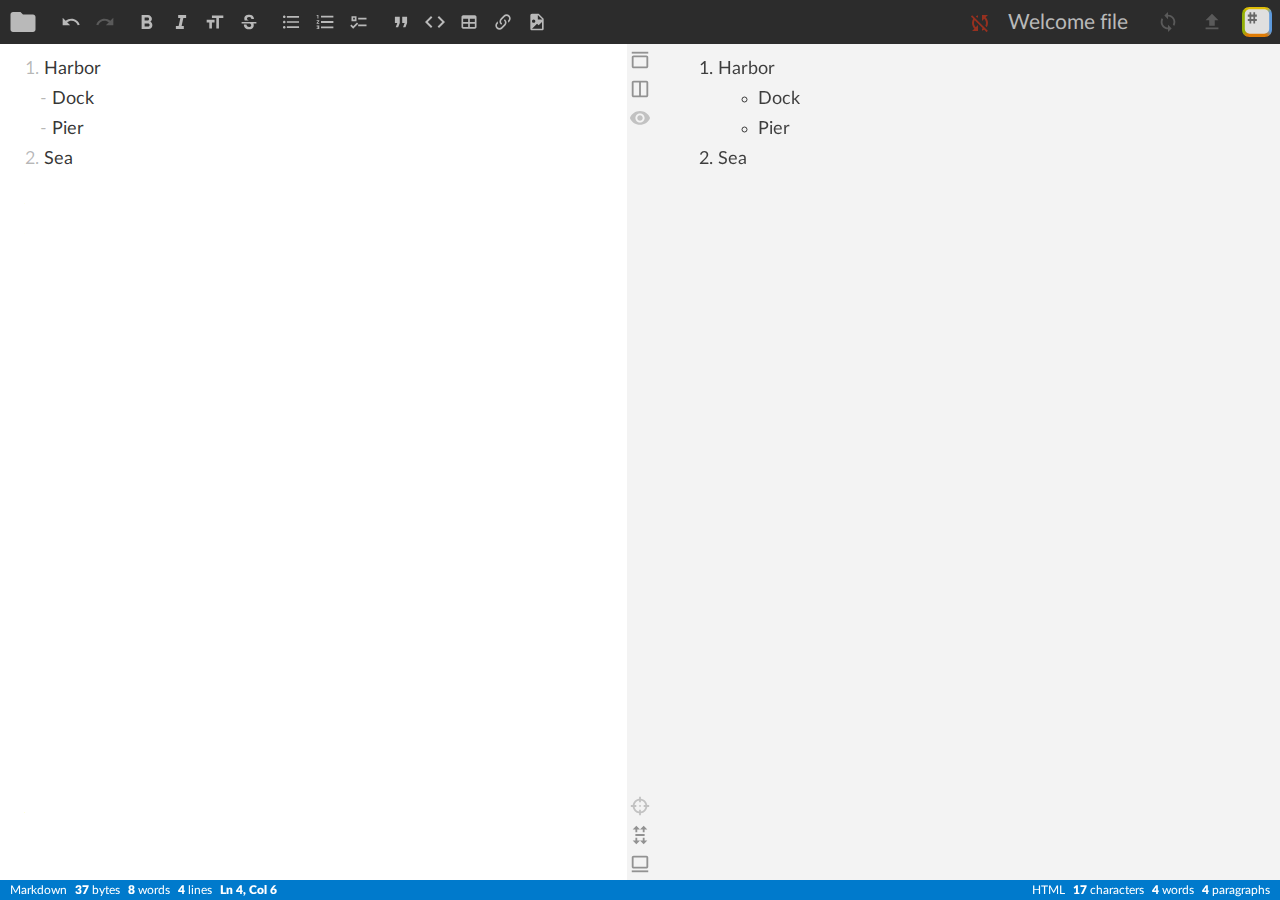 Welcome file
1. Harbor
- Dock
- Pier
2. Sea
1. Harbor
◦ Dock
◦ Pier
2. Sea
Markdown 37 bytes 8 words 4 lines Ln 4, Col 6
HTML 17 characters 4 words 4 paragraphs